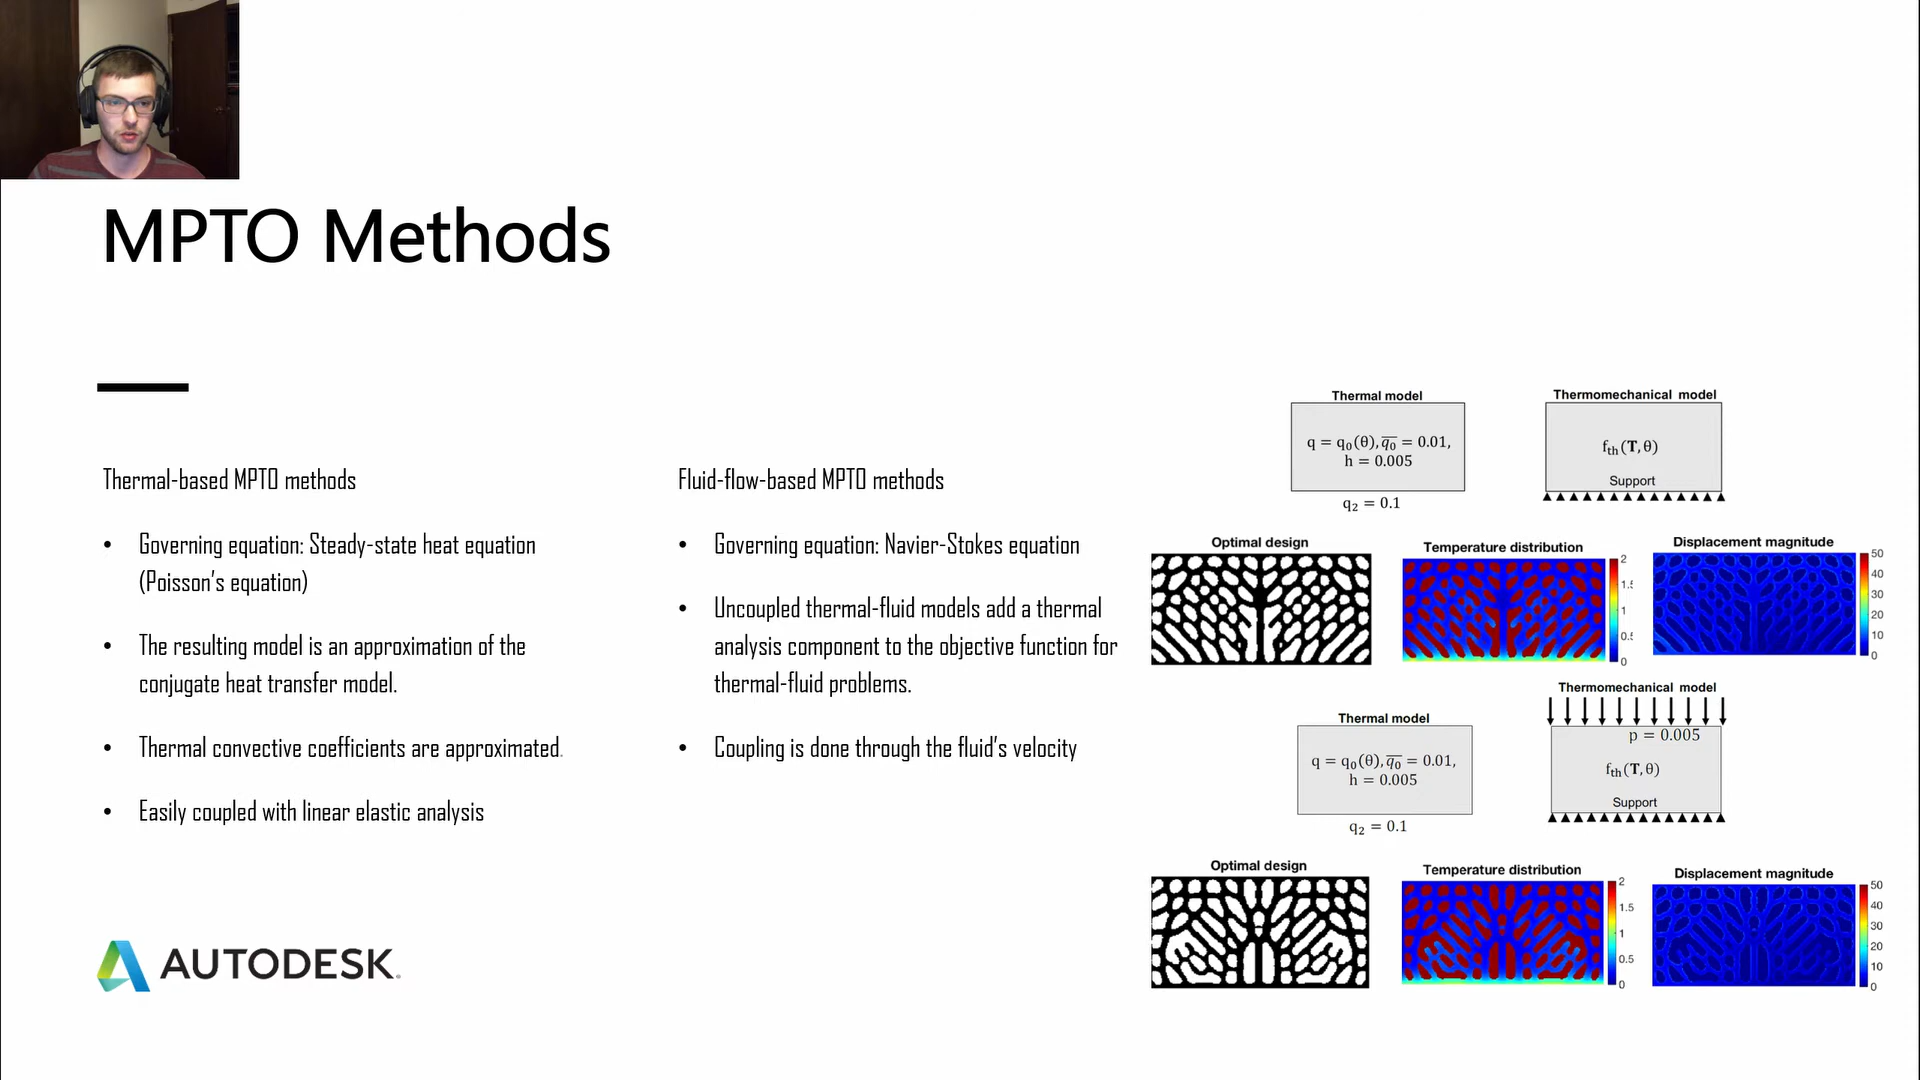 MPTO Methods
Thermal-based MPTO methods
• Governing equation: Steady-state heat equation
(Poisson's equation)
• The resulting model is an approximation of the
conjugate heat transfer model.
• Thermal convective coefficients are approximated.
• Easily coupled with linear elastic analysis
Fluid-flow-based MPTO methods
• Governing equation: Navier-Stokes equation
• Uncoupled thermal-fluid models add a thermal
analysis component to the objective function for
thermal-fluid problems.
• Coupling is done through the fluid's velocity
Thermal model
q = q₀(θ), q̅₀ = 0.01,
h = 0.005
q₂ = 0.1
Thermomechanical model
fₜₕ(T,θ)
Support
Optimal design
Temperature distribution
2
1.5
1
0.5
0
Displacement magnitude
50
40
30
20
10
0
Thermal model
q = q₀(θ), q̅₀ = 0.01,
h = 0.005
q₂ = 0.1
Thermomechanical model
p = 0.005
fₜₕ(T,θ)
Support
Optimal design
Temperature distribution
2
1.5
1
0.5
0
Displacement magnitude
50
40
30
20
10
0
AUTODESK.